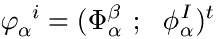 φ_α^i = (Φ_α^β ; ϕ_α^I)^t